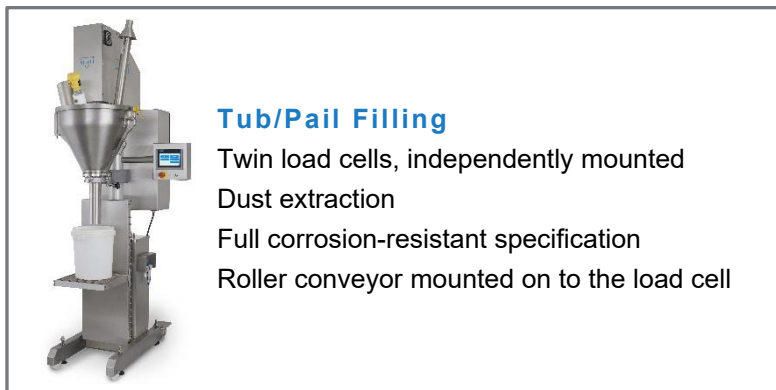 Tub/Pail Filling
Twin load cells, independently mounted
Dust extraction
Full corrosion-resistant specification
Roller conveyor mounted on to the load cell